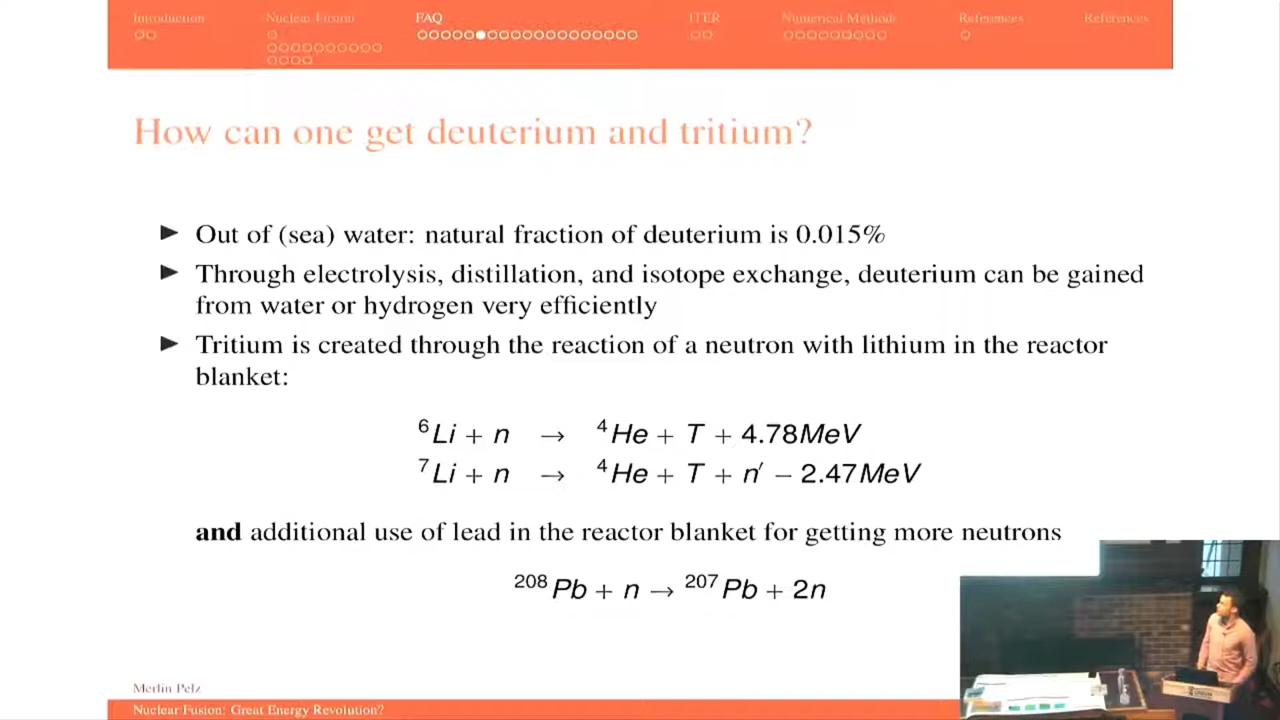 Introduction
Nuclear Fusion
FAQ
ITER
Numerical Methods
References
References
How can one get deuterium and tritium?
Out of (sea) water: natural fraction of deuterium is 0.015%
Through electrolysis, distillation, and isotope exchange, deuterium can be gained
from water or hydrogen very efficiently
Tritium is created through the reaction of a neutron with lithium in the reactor
blanket:
⁶Li + n → ⁴He + T + 4.78MeV
⁷Li + n → ⁴He + T + n′ − 2.47MeV
and additional use of lead in the reactor blanket for getting more neutrons
²⁰⁸Pb + n → ²⁰⁷Pb + 2n
Merlin Pelz
Nuclear Fusion: Great Energy Revolution?